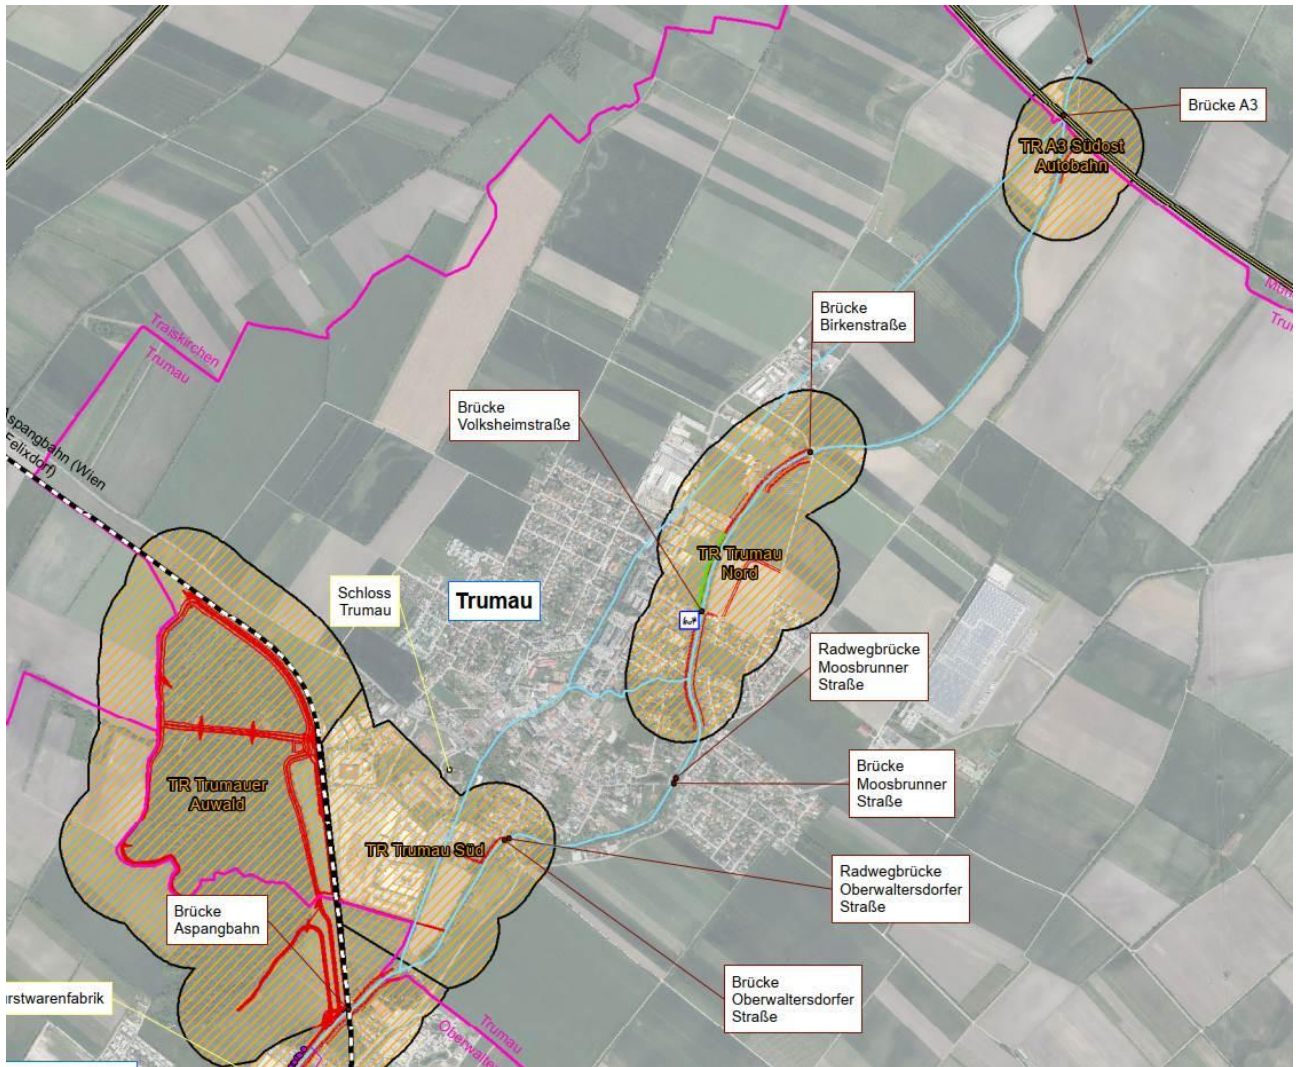 Brücke A3
TR A3 Südost
Autobahn
Brücke
Birkenstraße
Traiskirchen
Trumau
Brücke
Volksheimstraße
Aspangbahn (Wien
Felixdorf)
TR Trumau
Nord
Schloss
Trumau
Trumau
Radwegbrücke
Moosbrunner
Straße
Brücke
Moosbrunner
Straße
TR Trumauer
Auwald
TR Trumau Süd
Radwegbrücke
Oberwaltersdorfer
Straße
Brücke
Aspangbahn
Brücke
Oberwaltersdorfer
Straße
urstwarenfabrik
Trumau
Oberwalte